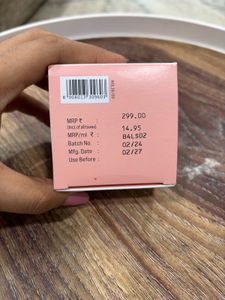 MRP ₹ : 299.00
(Incl of all taxes) 14.95
MRP/ml ₹ : B4LS02
Batch No. : 02/24
Mfg. Date : 02/27
Use Before :